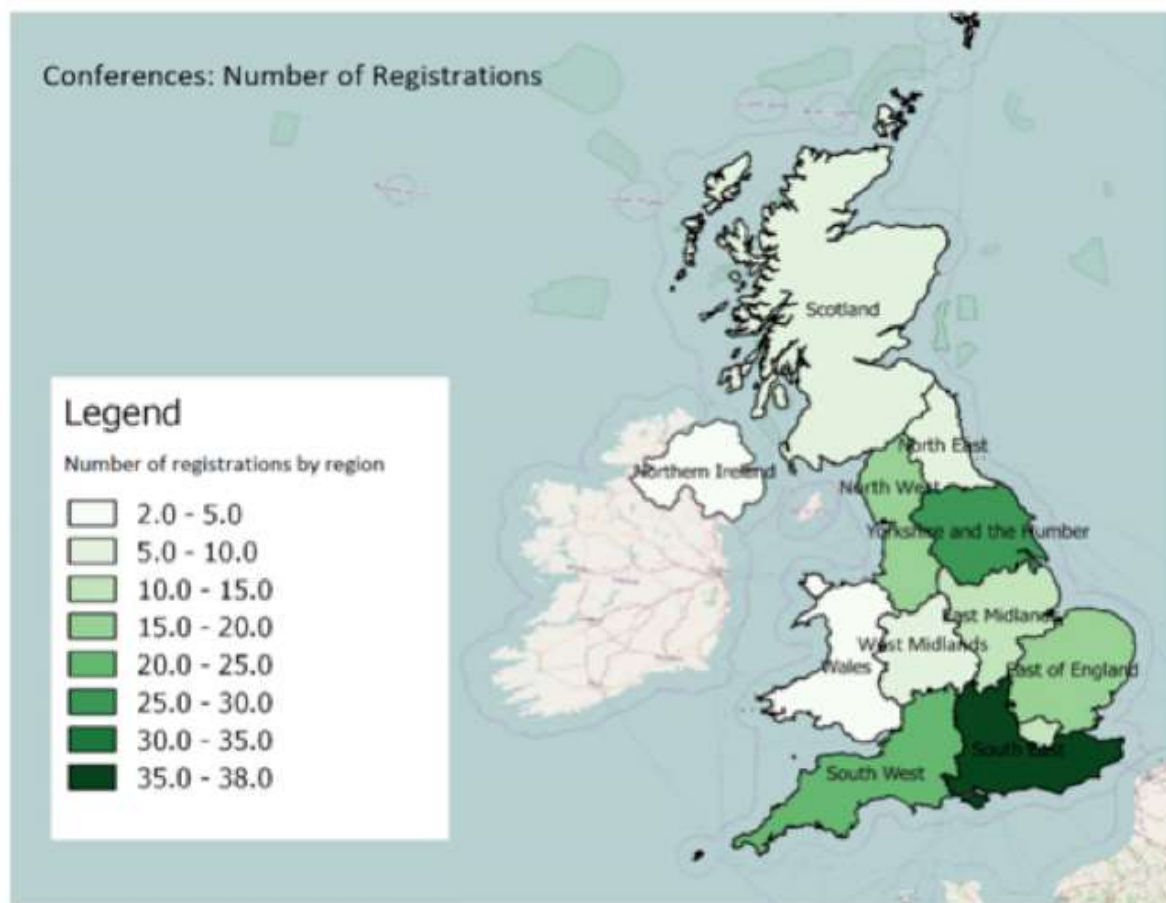 Conferences: Number of Registrations
Scotland
North East
Northern Ireland
North West
Yorkshire and the Humber
East Midlands
West Midlands
Wales
East of England
South East
South West
Legend
Number of registrations by region
2.0 - 5.0
5.0 - 10.0
10.0 - 15.0
15.0 - 20.0
20.0 - 25.0
25.0 - 30.0
30.0 - 35.0
35.0 - 38.0